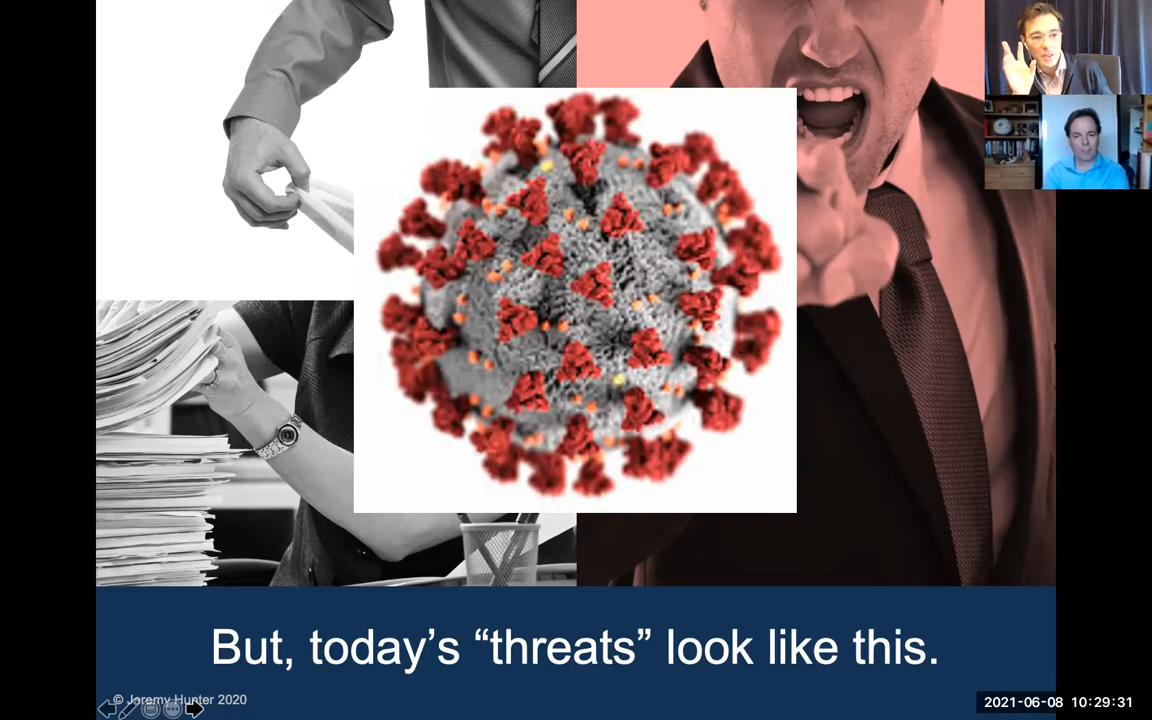 But, today’s “threats” look like this.
© Jeremy Hunter 2020
2021-06-08 10:29:31